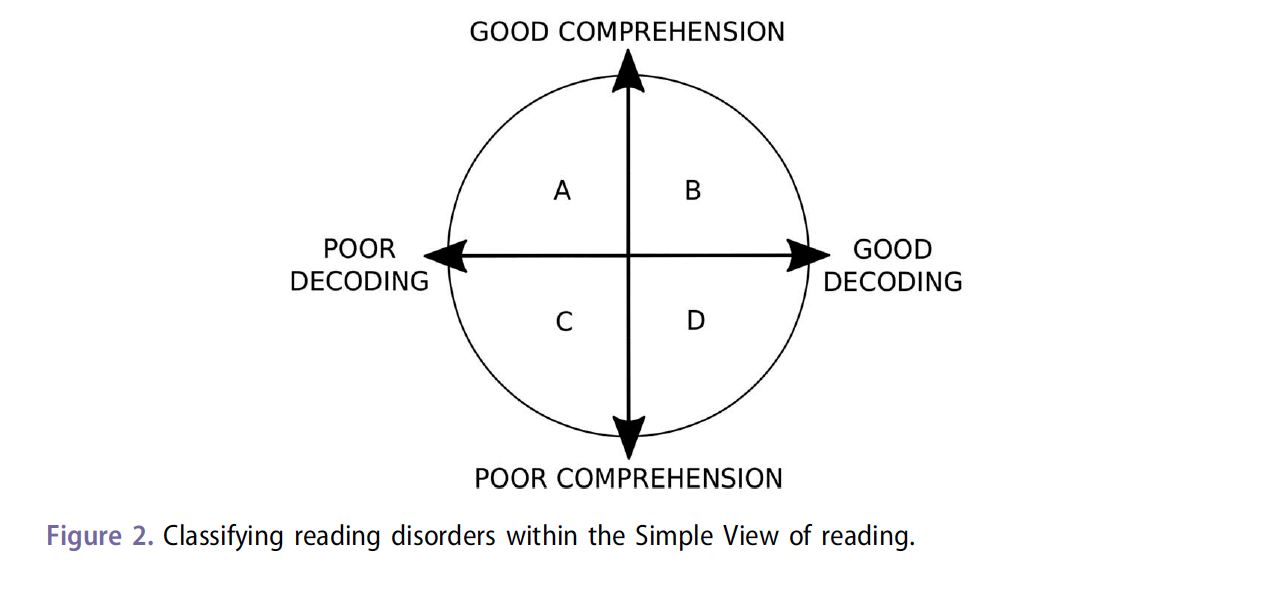 GOOD COMPREHENSION
A B
POOR
DECODING
GOOD
DECODING
C D
POOR COMPREHENSION
Figure 2. Classifying reading disorders within the Simple View of reading.